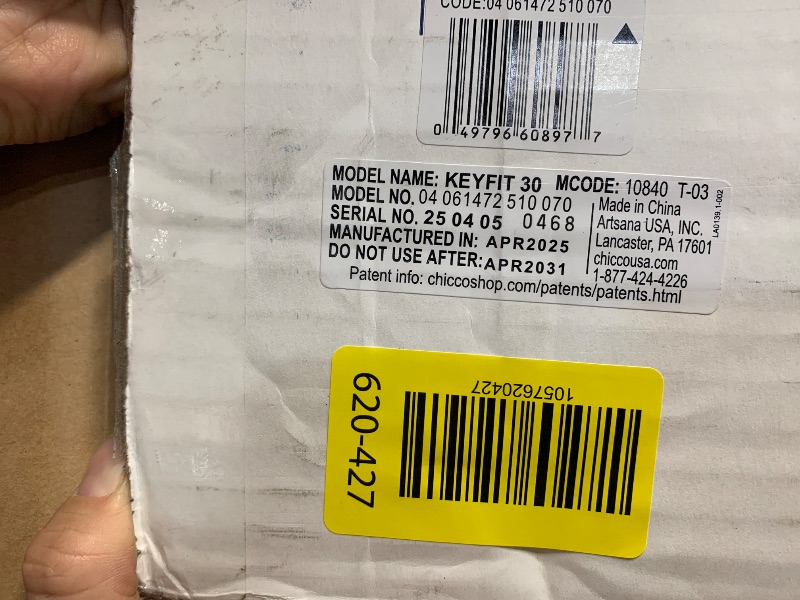 CODE:04 061472 510 070
0 49796 60897 7
MODEL NAME: KEYFIT 30 MCODE: 10840 T-03
MODEL NO. 04 061472 510 070
SERIAL NO. 25 04 05 0468
MANUFACTURED IN: APR2025
DO NOT USE AFTER:APR2031
Made in China
Artsana USA, INC.
Lancaster, PA 17601
chiccousa.com
1-877-424-4226
LA0139.1-002
Patent info: chiccoshop.com/patents/patents.html
1057620427
620-427